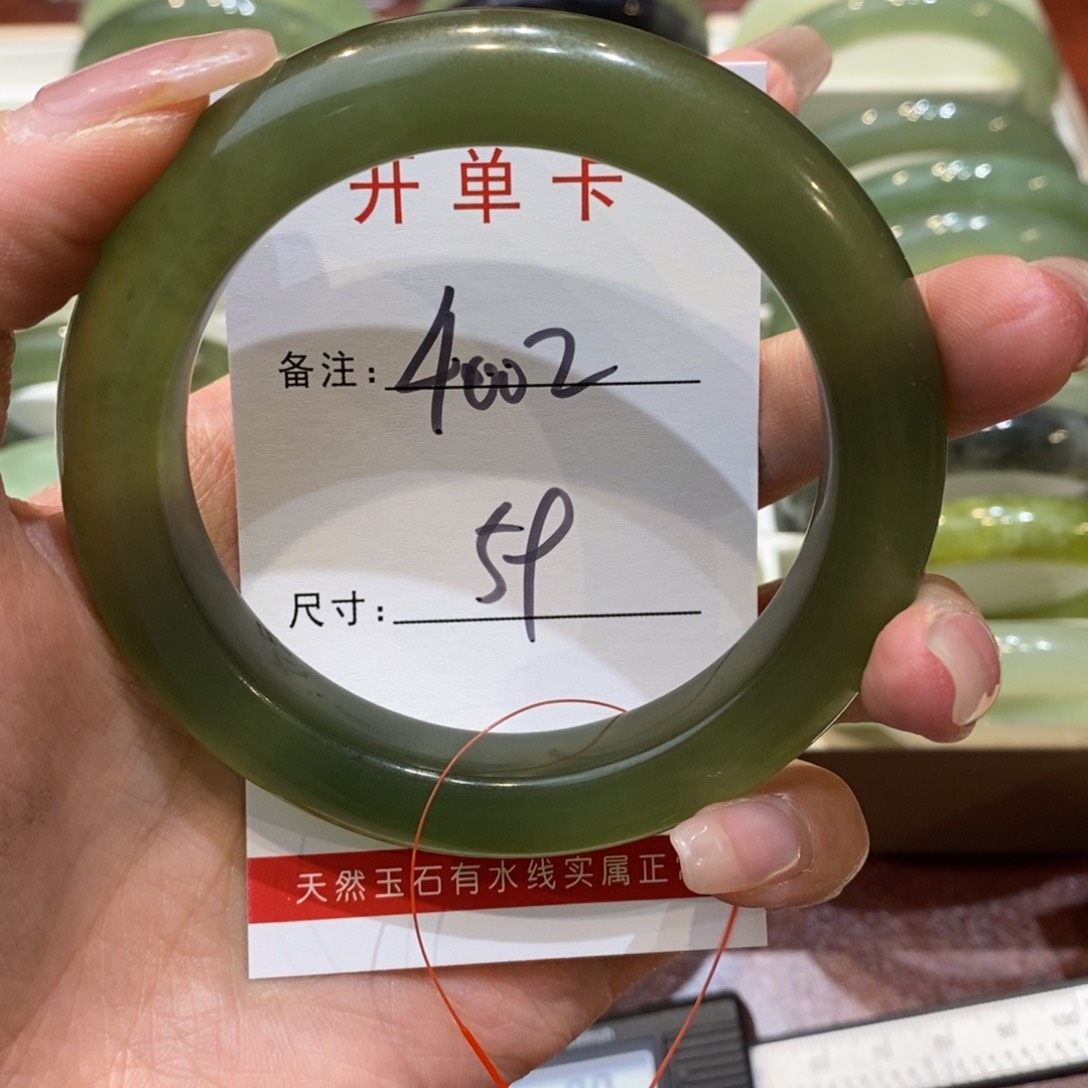 开单卡
备注: 4002
尺寸: 59
天然玉石有水线实属正